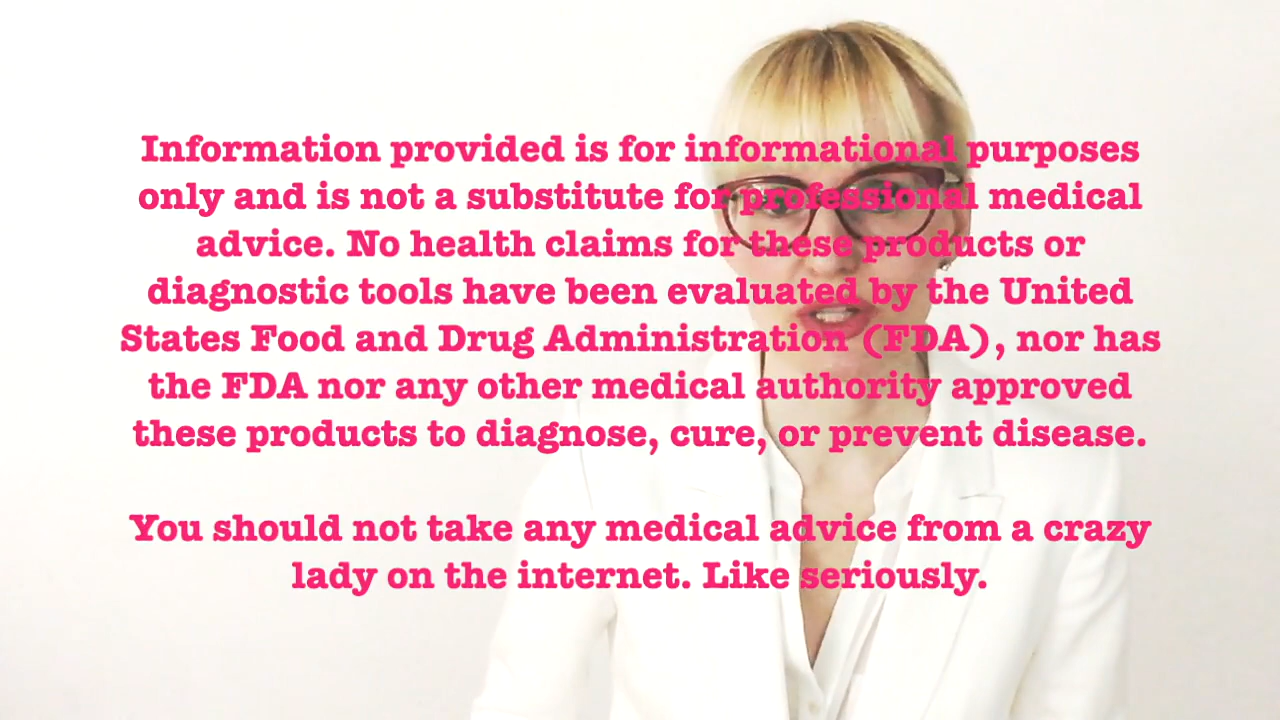 Information provided is for informational purposes
only and is not a substitute for professional medical
advice. No health claims for these products or
diagnostic tools have been evaluated by the United
States Food and Drug Administration (FDA), nor has
the FDA nor any other medical authority approved
these products to diagnose, cure, or prevent disease.
You should not take any medical advice from a crazy
lady on the internet. Like seriously.